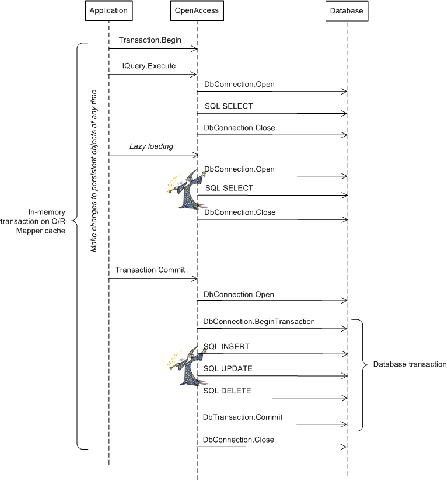 Application
OpenAccess
Database
Transaction.Begin
IQuery.Execute
DbConnection.Open
SQL SELECT
DbConnection.Close
Lazy loading
DbConnection.Open
SQL SELECT
DbConnection.Close
Make changes to persistent objects at any time
In-memory
transaction on O/R
Mapper cache
Transaction.Commit
DbConnection.Open
DbConnection.BeginTransaction
SQL INSERT
SQL UPDATE
SQL DELETE
DbTransaction.Commit
DbConnection.Close
Database transaction